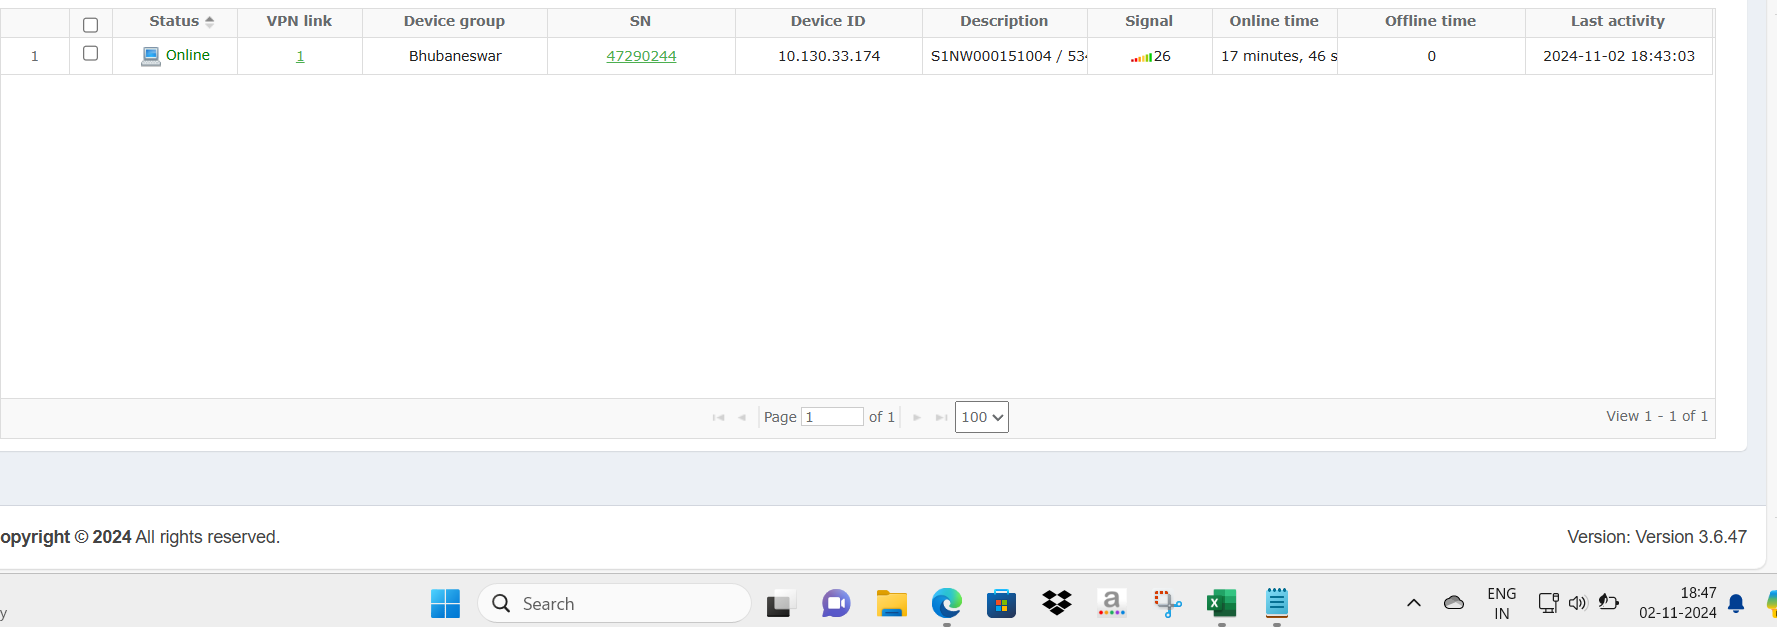 Status VPN link Device group SN Device ID Description Signal Online time Offline time Last activity
1 Online 1 Bhubaneswar 47290244 10.130.33.174 S1NW000151004 / 534 26 17 minutes, 46 s 0 2024-11-02 18:43:03
Page 1 of 1 100 View 1 - 1 of 1
opyright © 2024 All rights reserved. Version: Version 3.6.47
y Search ENG 18:47
IN 02-11-2024